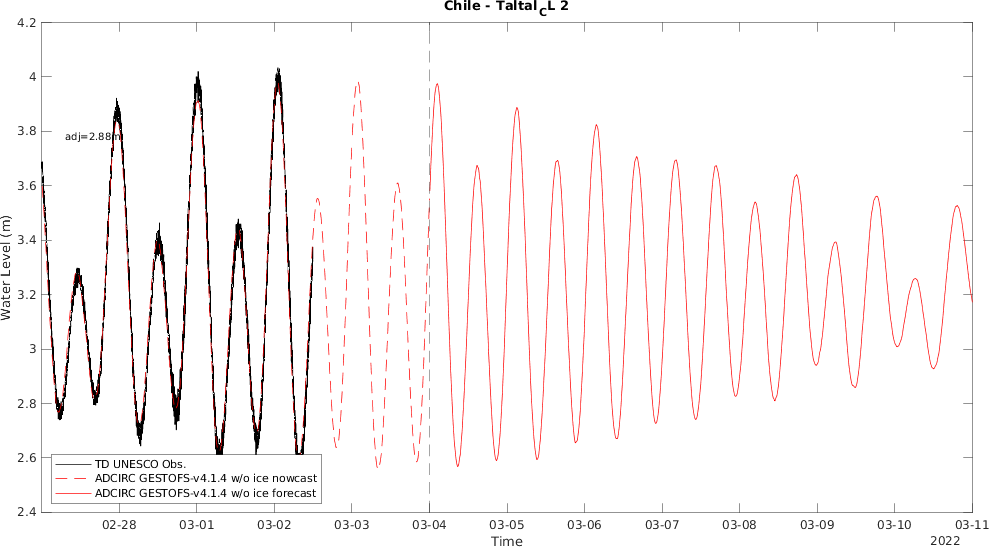 Chile - Taltal_CL 2
4.2
4
3.8
3.6
3.4
3.2
3
2.8
2.6
2.4
Water Level (m)
adj=2.88m
TD UNESCO Obs.
ADCIRC GESTOFS-v4.1.4 w/o ice nowcast
ADCIRC GESTOFS-v4.1.4 w/o ice forecast
02-28 03-01 03-02 03-03 03-04 03-05 03-06 03-07 03-08 03-09 03-10 03-11
Time
2022